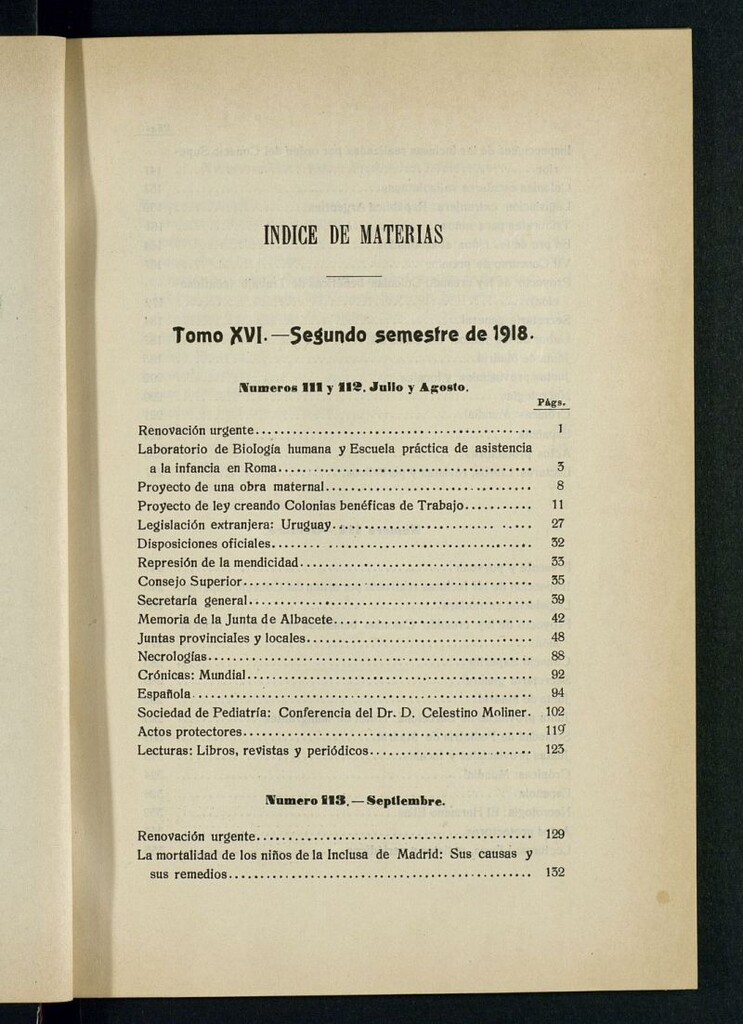 INDICE DE MATERIAS
Tomo XVI.—Segundo semestre de 1918.
Numeros 111 y 112. Julio y Agosto.
Págs.
Renovación urgente........................................ 1
Laboratorio de Biología humana y Escuela práctica de asistencia
a la infancia en Roma..................................... 3
Proyecto de una obra maternal.............................. 8
Proyecto de ley creando Colonias benéficas de Trabajo.......... 11
Legislación extranjera: Uruguay............................. 27
Disposiciones oficiales..................................... 32
Represión de la mendicidad.................................. 33
Consejo Superior.......................................... 35
Secretaría general......................................... 39
Memoria de la Junta de Albacete............................. 42
Juntas provinciales y locales................................. 48
Necrologías............................................... 88
Crónicas: Mundial......................................... 92
Española................................................. 94
Sociedad de Pediatría: Conferencia del Dr. D. Celestino Moliner. 102
Actos protectores.......................................... 119
Lecturas: Libros, revistas y periódicos........................ 123
Numero 113.—Septiembre.
Renovación urgente........................................ 129
La mortalidad de los niños de la Inclusa de Madrid: Sus causas y
sus remedios............................................ 132